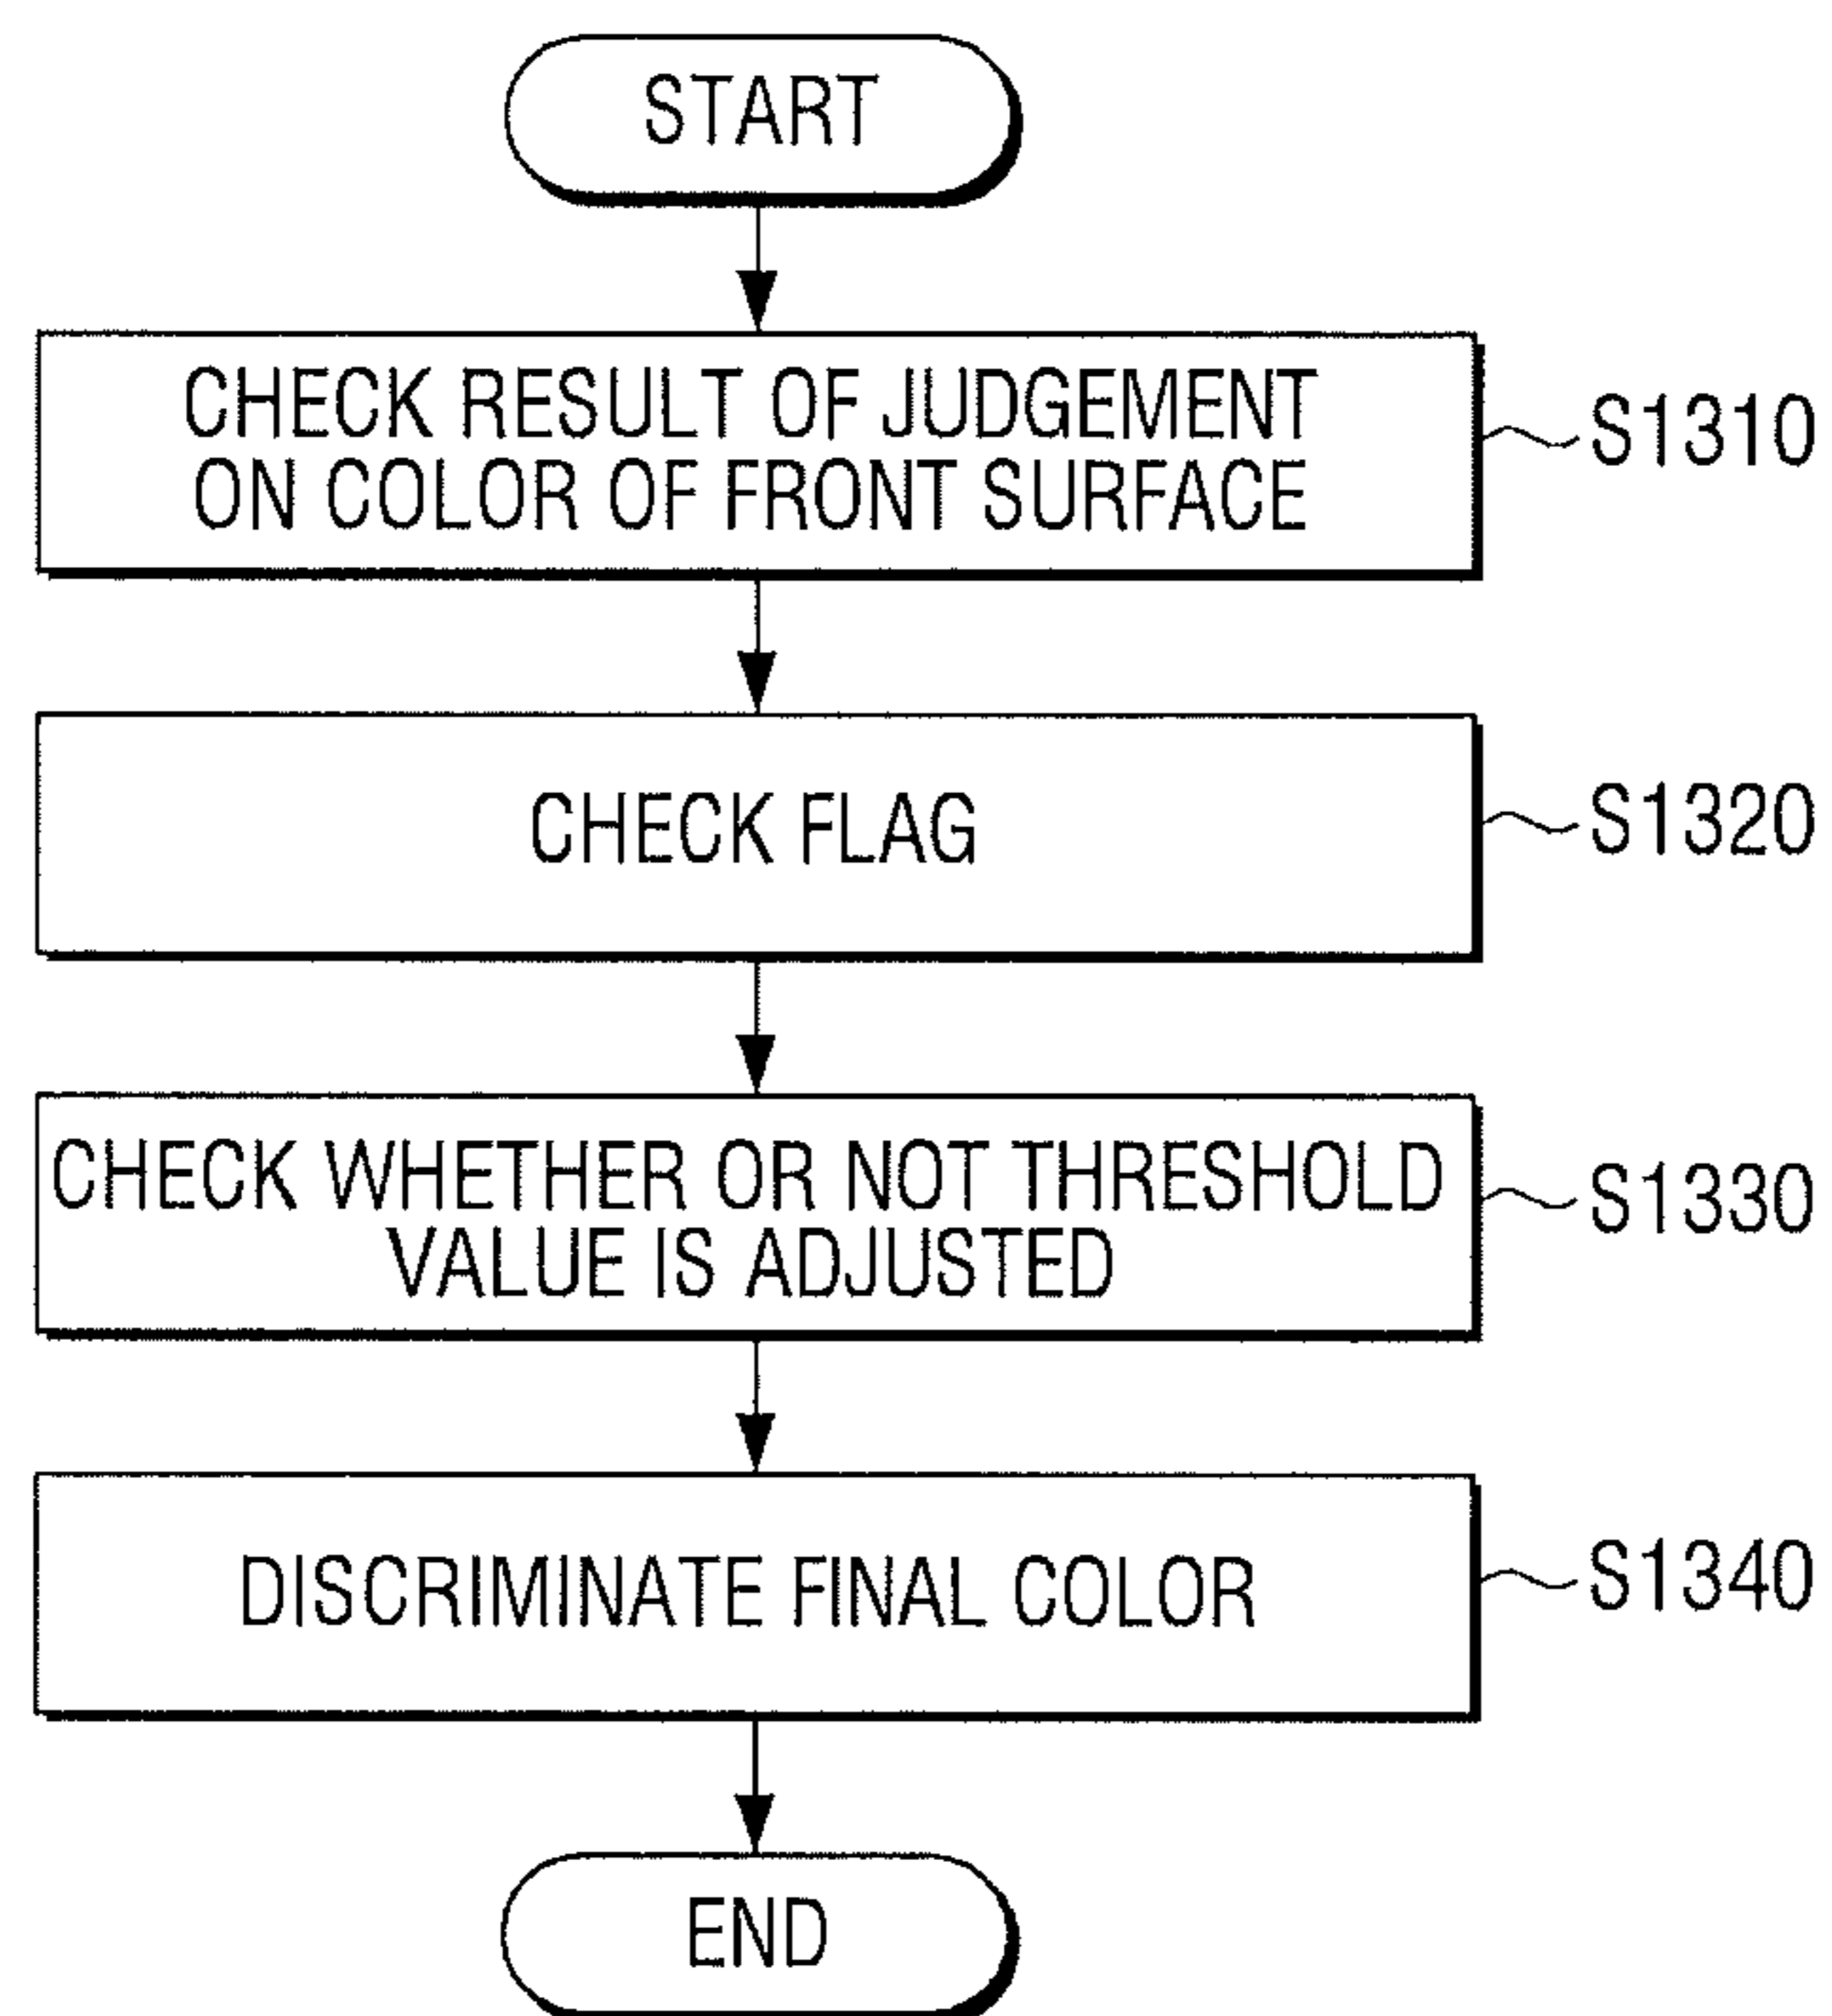 START
CHECK RESULT OF JUDGEMENT
ON COLOR OF FRONT SURFACE
S1310
CHECK FLAG
S1320
CHECK WHETHER OR NOT THRESHOLD
VALUE IS ADJUSTED
S1330
DISCRIMINATE FINAL COLOR
S1340
END